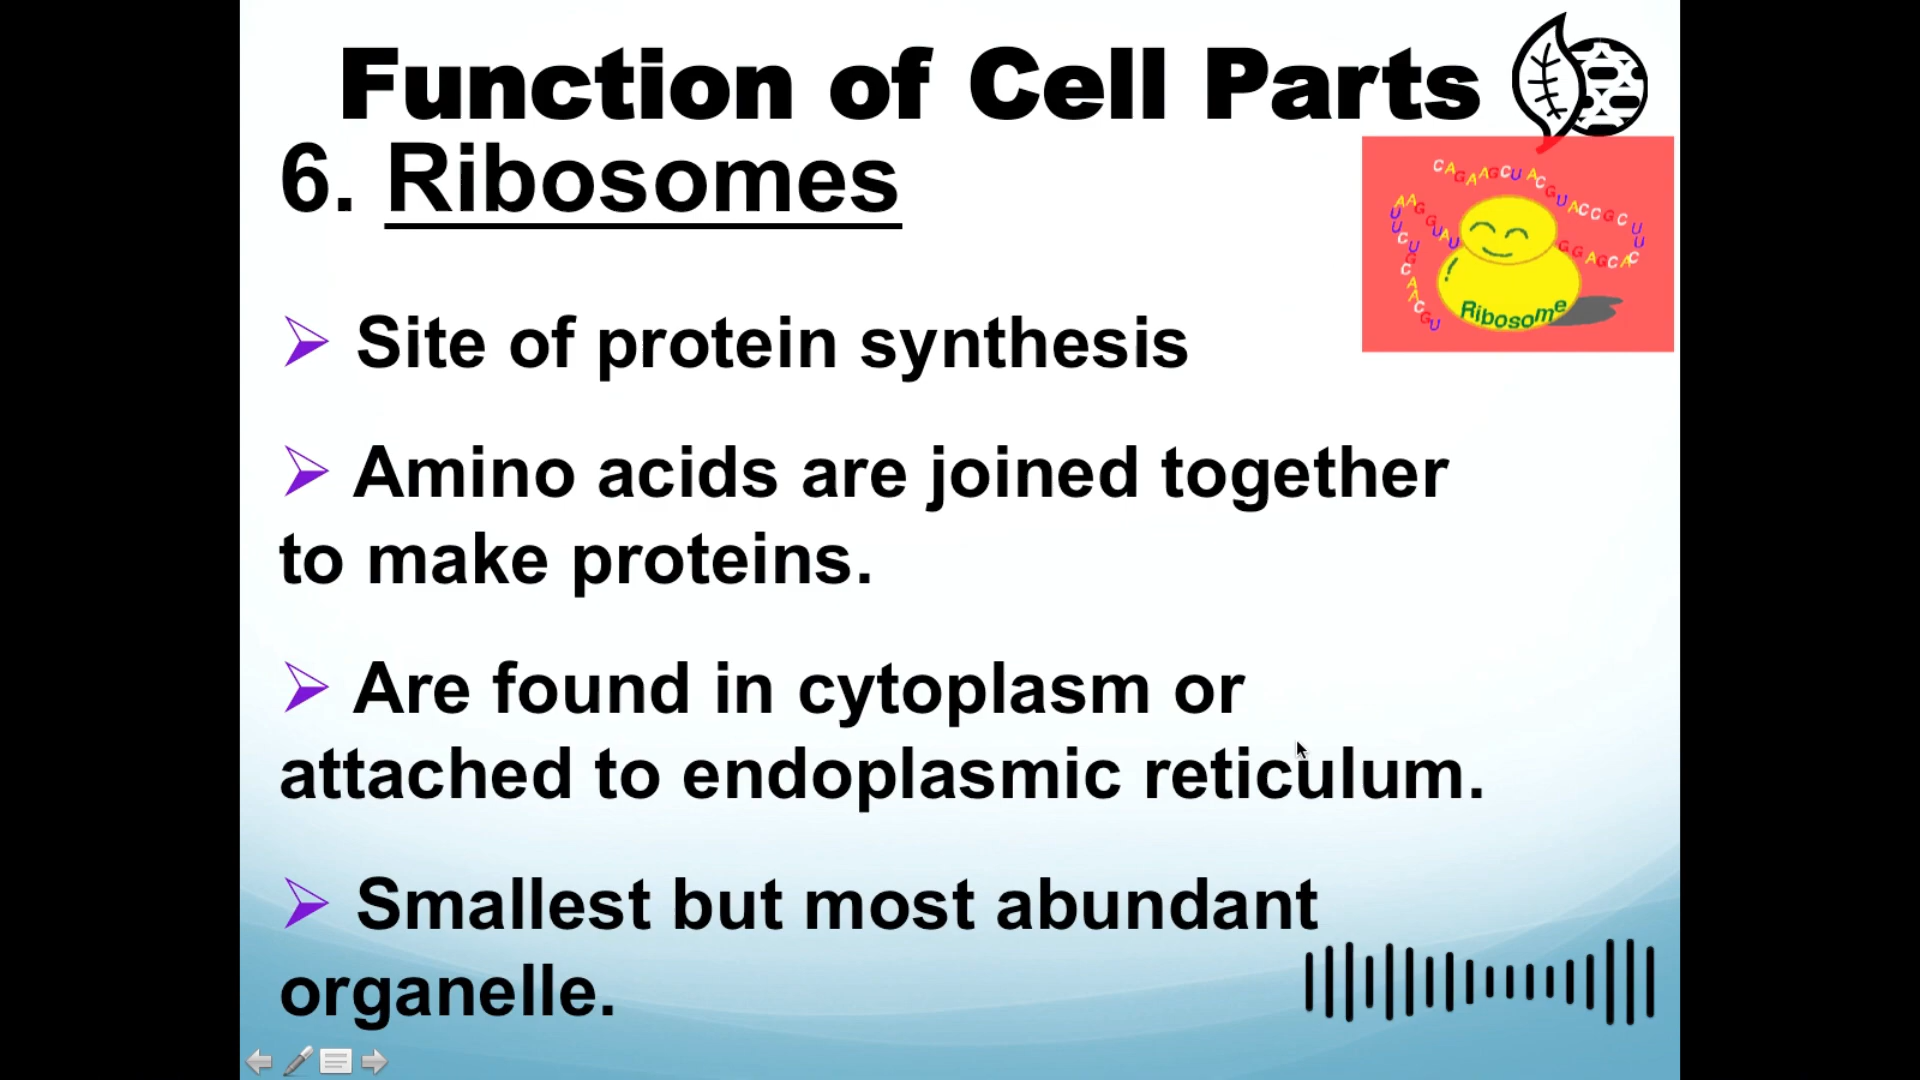 Function of Cell Parts
6. Ribosomes
Ribosome
➢ Site of protein synthesis
➢ Amino acids are joined together
to make proteins.
➢ Are found in cytoplasm or
attached to endoplasmic reticulum.
➢ Smallest but most abundant
organelle.